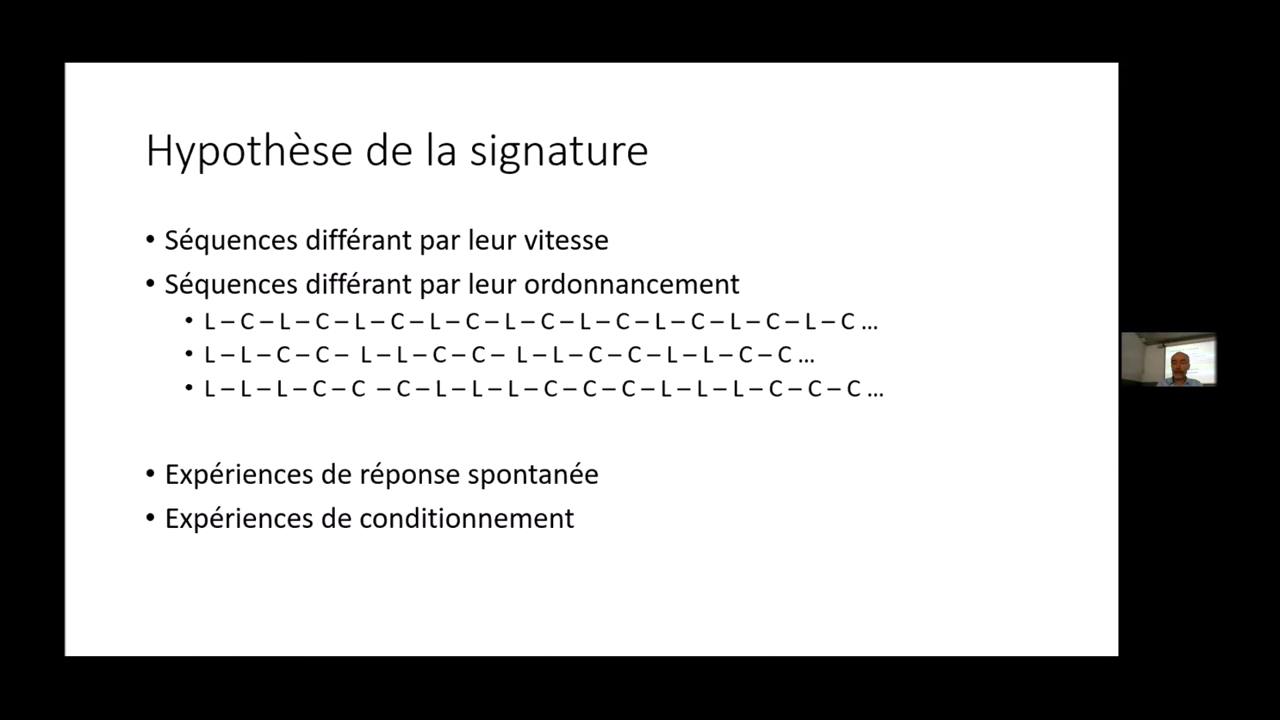 Hypothèse de la signature
• Séquences différant par leur vitesse
• Séquences différant par leur ordonnancement
• L – C – L – C – L – C – L – C – L – C – L – C – L – C – L – C – L – C ...
• L – L – C – C – L – L – C – C – L – L – C – C – L – L – C – C ...
• L – L – L – C – C – C – L – L – L – C – C – C – L – L – L – C – C – C ...
• Expériences de réponse spontanée
• Expériences de conditionnement